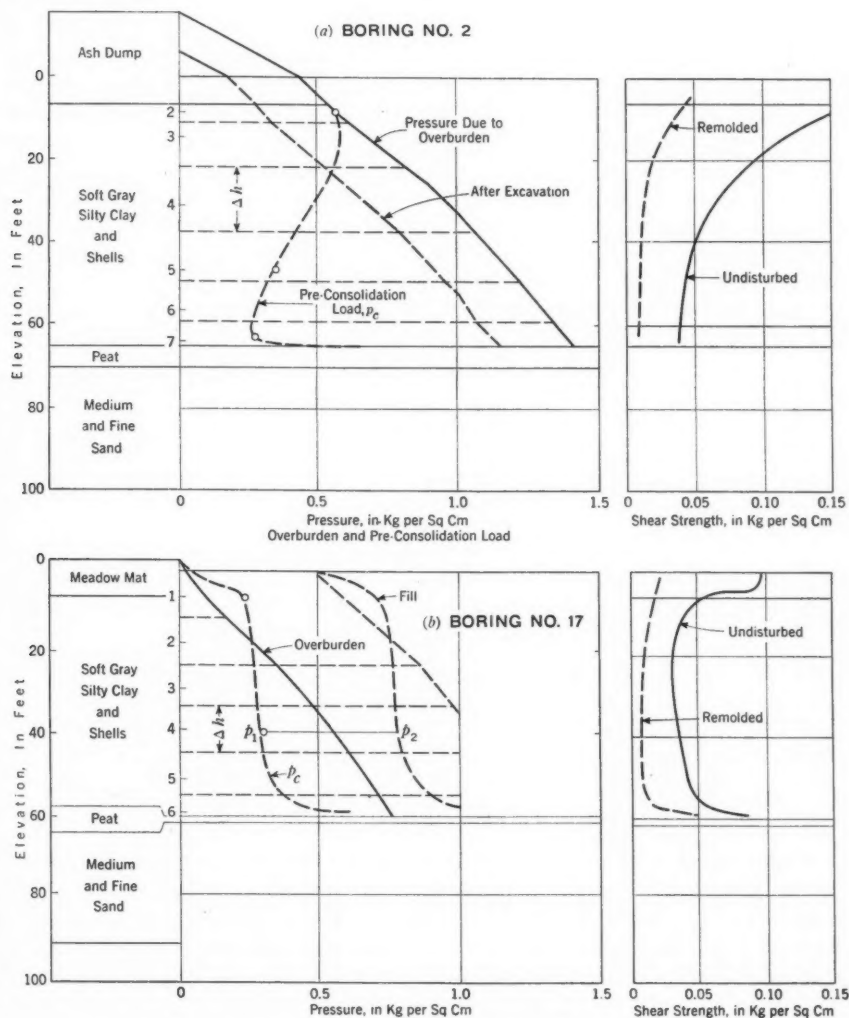 (a) BORING NO. 2
Ash Dump
Soft Gray
Silty Clay
and
Shells
Peat
Medium
and Fine
Sand
Elevation, In Feet
0
20
40
60
80
100
2
3
4
5
6
7
Δh
Pressure Due to
Overburden
After Excavation
Pre-Consolidation
Load, pc
0
0.5
1.0
1.5
Pressure, in Kg per Sq Cm
Overburden and Pre-Consolidation Load
Remolded
Undisturbed
0
0.05
0.10
0.15
Shear Strength, in Kg per Sq Cm
(b) BORING NO. 17
Meadow Mat
Soft Gray
Silty Clay
and
Shells
Peat
Medium
and Fine
Sand
Elevation, In Feet
0
20
40
60
80
100
1
2
3
4
5
6
Fill
Overburden
Δh
p1
p2
pc
0
0.5
1.0
1.5
Pressure, in Kg per Sq Cm
Undisturbed
Remolded
0
0.05
0.10
0.15
Shear Strength, in Kg per Sq Cm